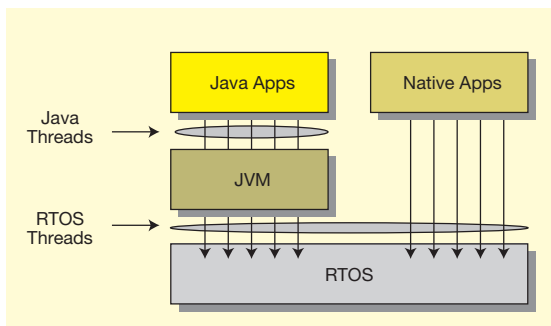 Java Apps
Native Apps
Java
Threads
JVM
RTOS
Threads
RTOS